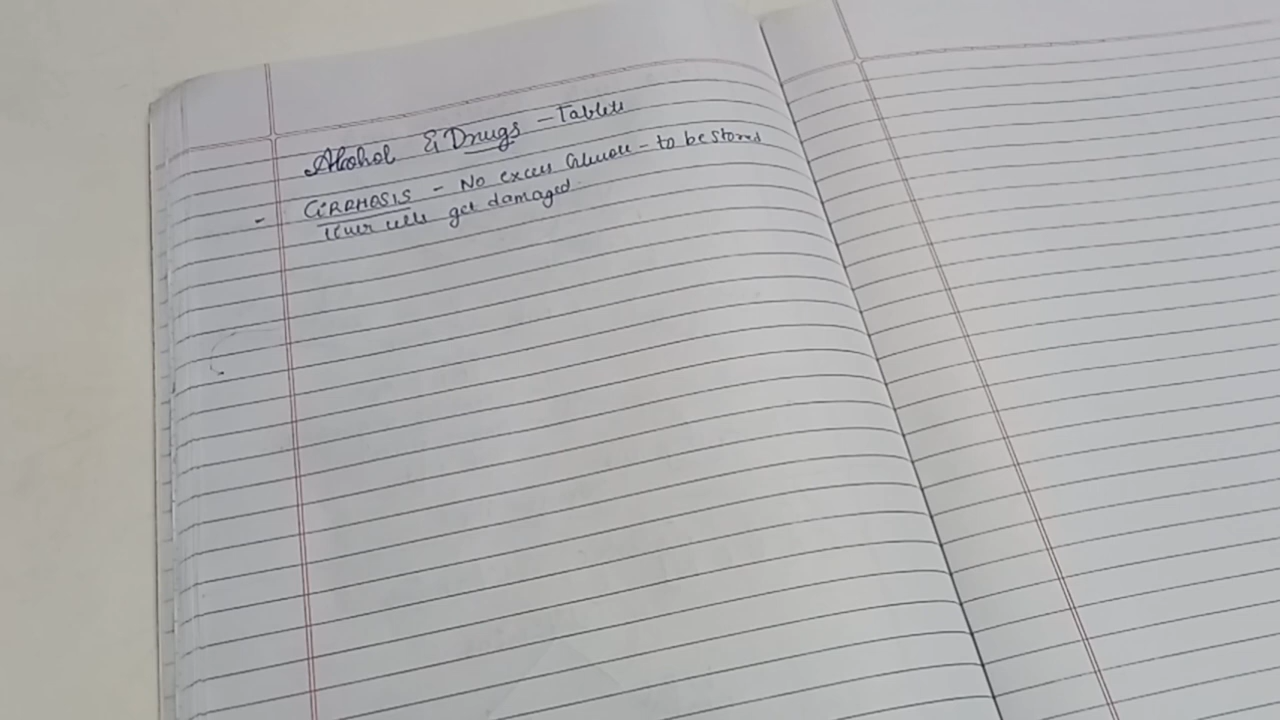 Alcohol & Drugs - Tablets
- CIRRHOSIS - No excess Glucose - to be stored
liver cells get damaged.